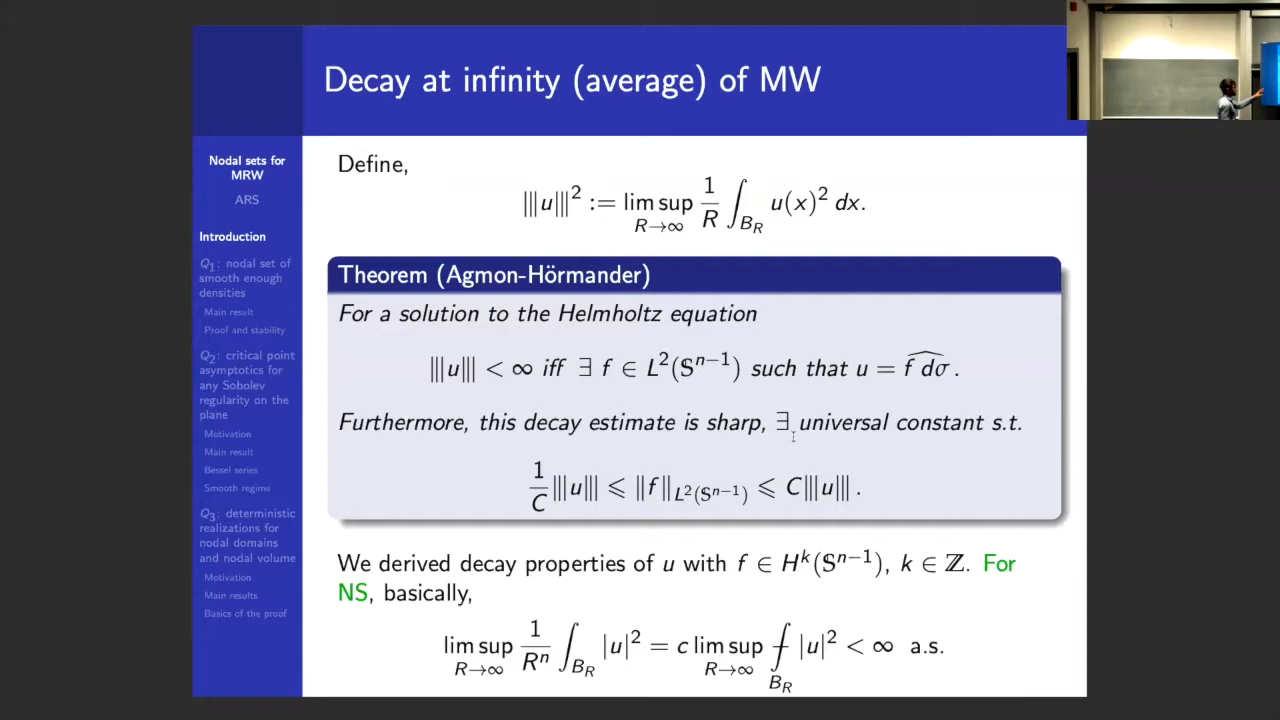 Decay at infinity (average) of MW
Nodal sets for
MRW
ARS
Introduction
Q₁: nodal set of
smooth enough
densities
Main result
Proof and stability
Q₂: critical point
asymptotics for
any Sobolev
regularity on the
plane
Motivation
Main result
Bessel series
Smooth regime
Q₃: deterministic
realizations for
nodal domains
and nodal volume
Motivation
Main results
Basics of the proof
Define,
|||u|||² := lim sup_{R→∞} 1/R ∫_{B_R} u(x)² dx.
Theorem (Agmon-Hörmander)
For a solution to the Helmholtz equation
|||u||| < ∞ iff ∃ f ∈ L²(𝕊ⁿ⁻¹) such that u = \widehat{f dσ}.
Furthermore, this decay estimate is sharp, ∃ universal constant s.t.
1/C |||u||| ⩽ ‖f‖_{L²(𝕊ⁿ⁻¹)} ⩽ C|||u||| .
We derived decay properties of u with f ∈ Hᵏ(𝕊ⁿ⁻¹), k ∈ ℤ. For
NS, basically,
lim sup_{R→∞} 1/Rⁿ ∫_{B_R} |u|² = c lim sup_{R→∞} ⨍_{B_R} |u|² < ∞ a.s.